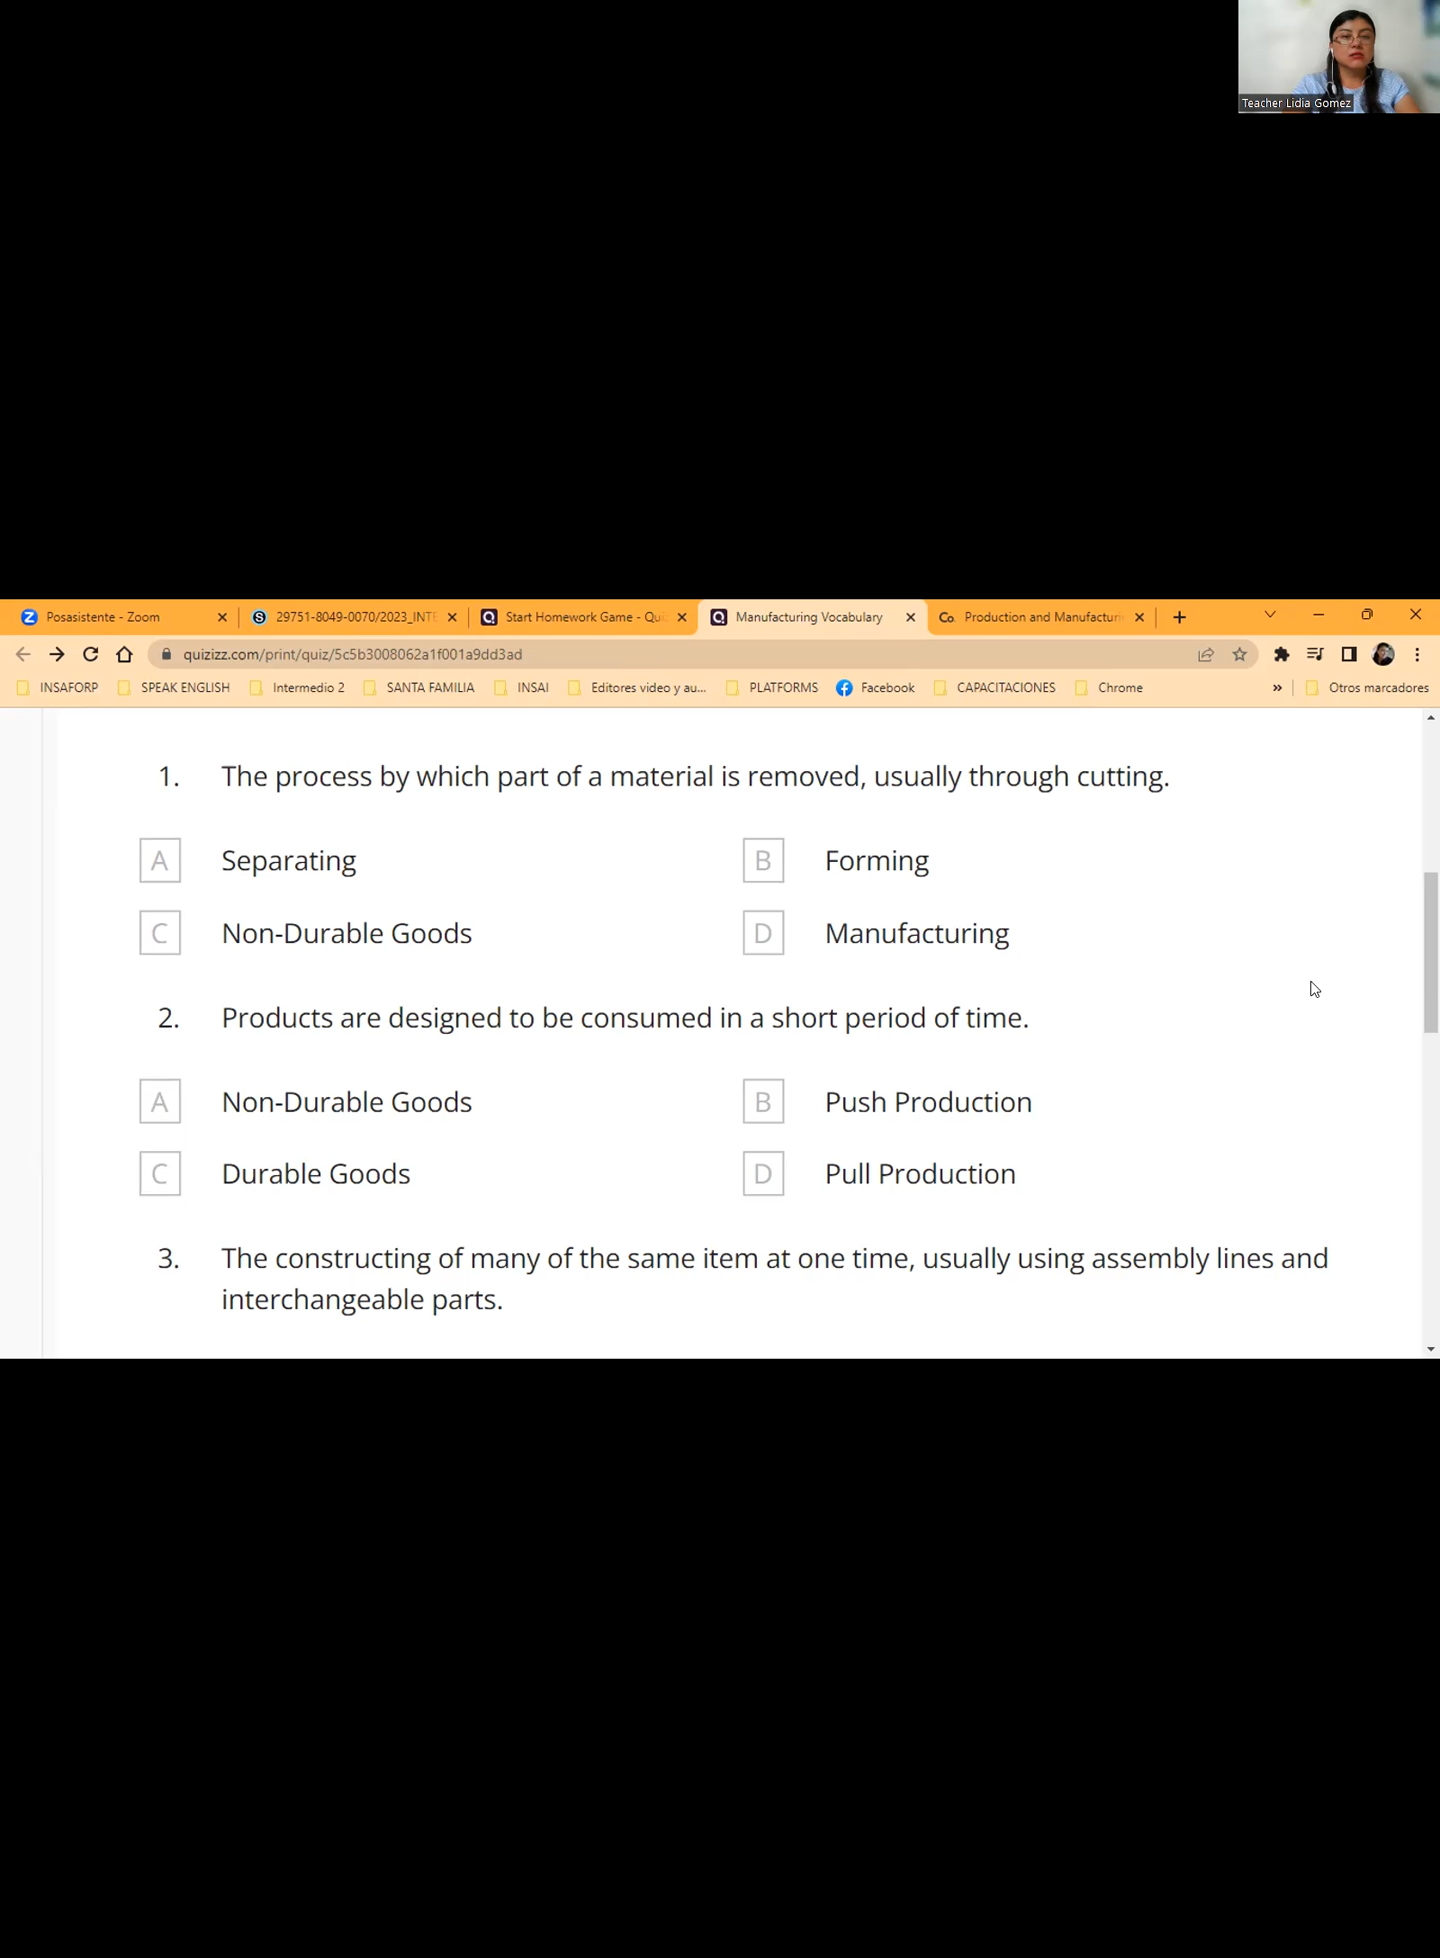 Teacher Lidia Gomez
Posasistente - Zoom
29751-8049-0070/2023_INTE
Start Homework Game - Qui
Manufacturing Vocabulary
Co. Production and Manufacturin
quizizz.com/print/quiz/5c5b3008062a1f001a9dd3ad
INSAFORP SPEAK ENGLISH Intermedio 2 SANTA FAMILIA INSAI Editores video y au... PLATFORMS Facebook CAPACITACIONES Chrome » Otros marcadores
1. The process by which part of a material is removed, usually through cutting.
A Separating B Forming
C Non-Durable Goods D Manufacturing
2. Products are designed to be consumed in a short period of time.
A Non-Durable Goods B Push Production
C Durable Goods D Pull Production
3. The constructing of many of the same item at one time, usually using assembly lines and
interchangeable parts.